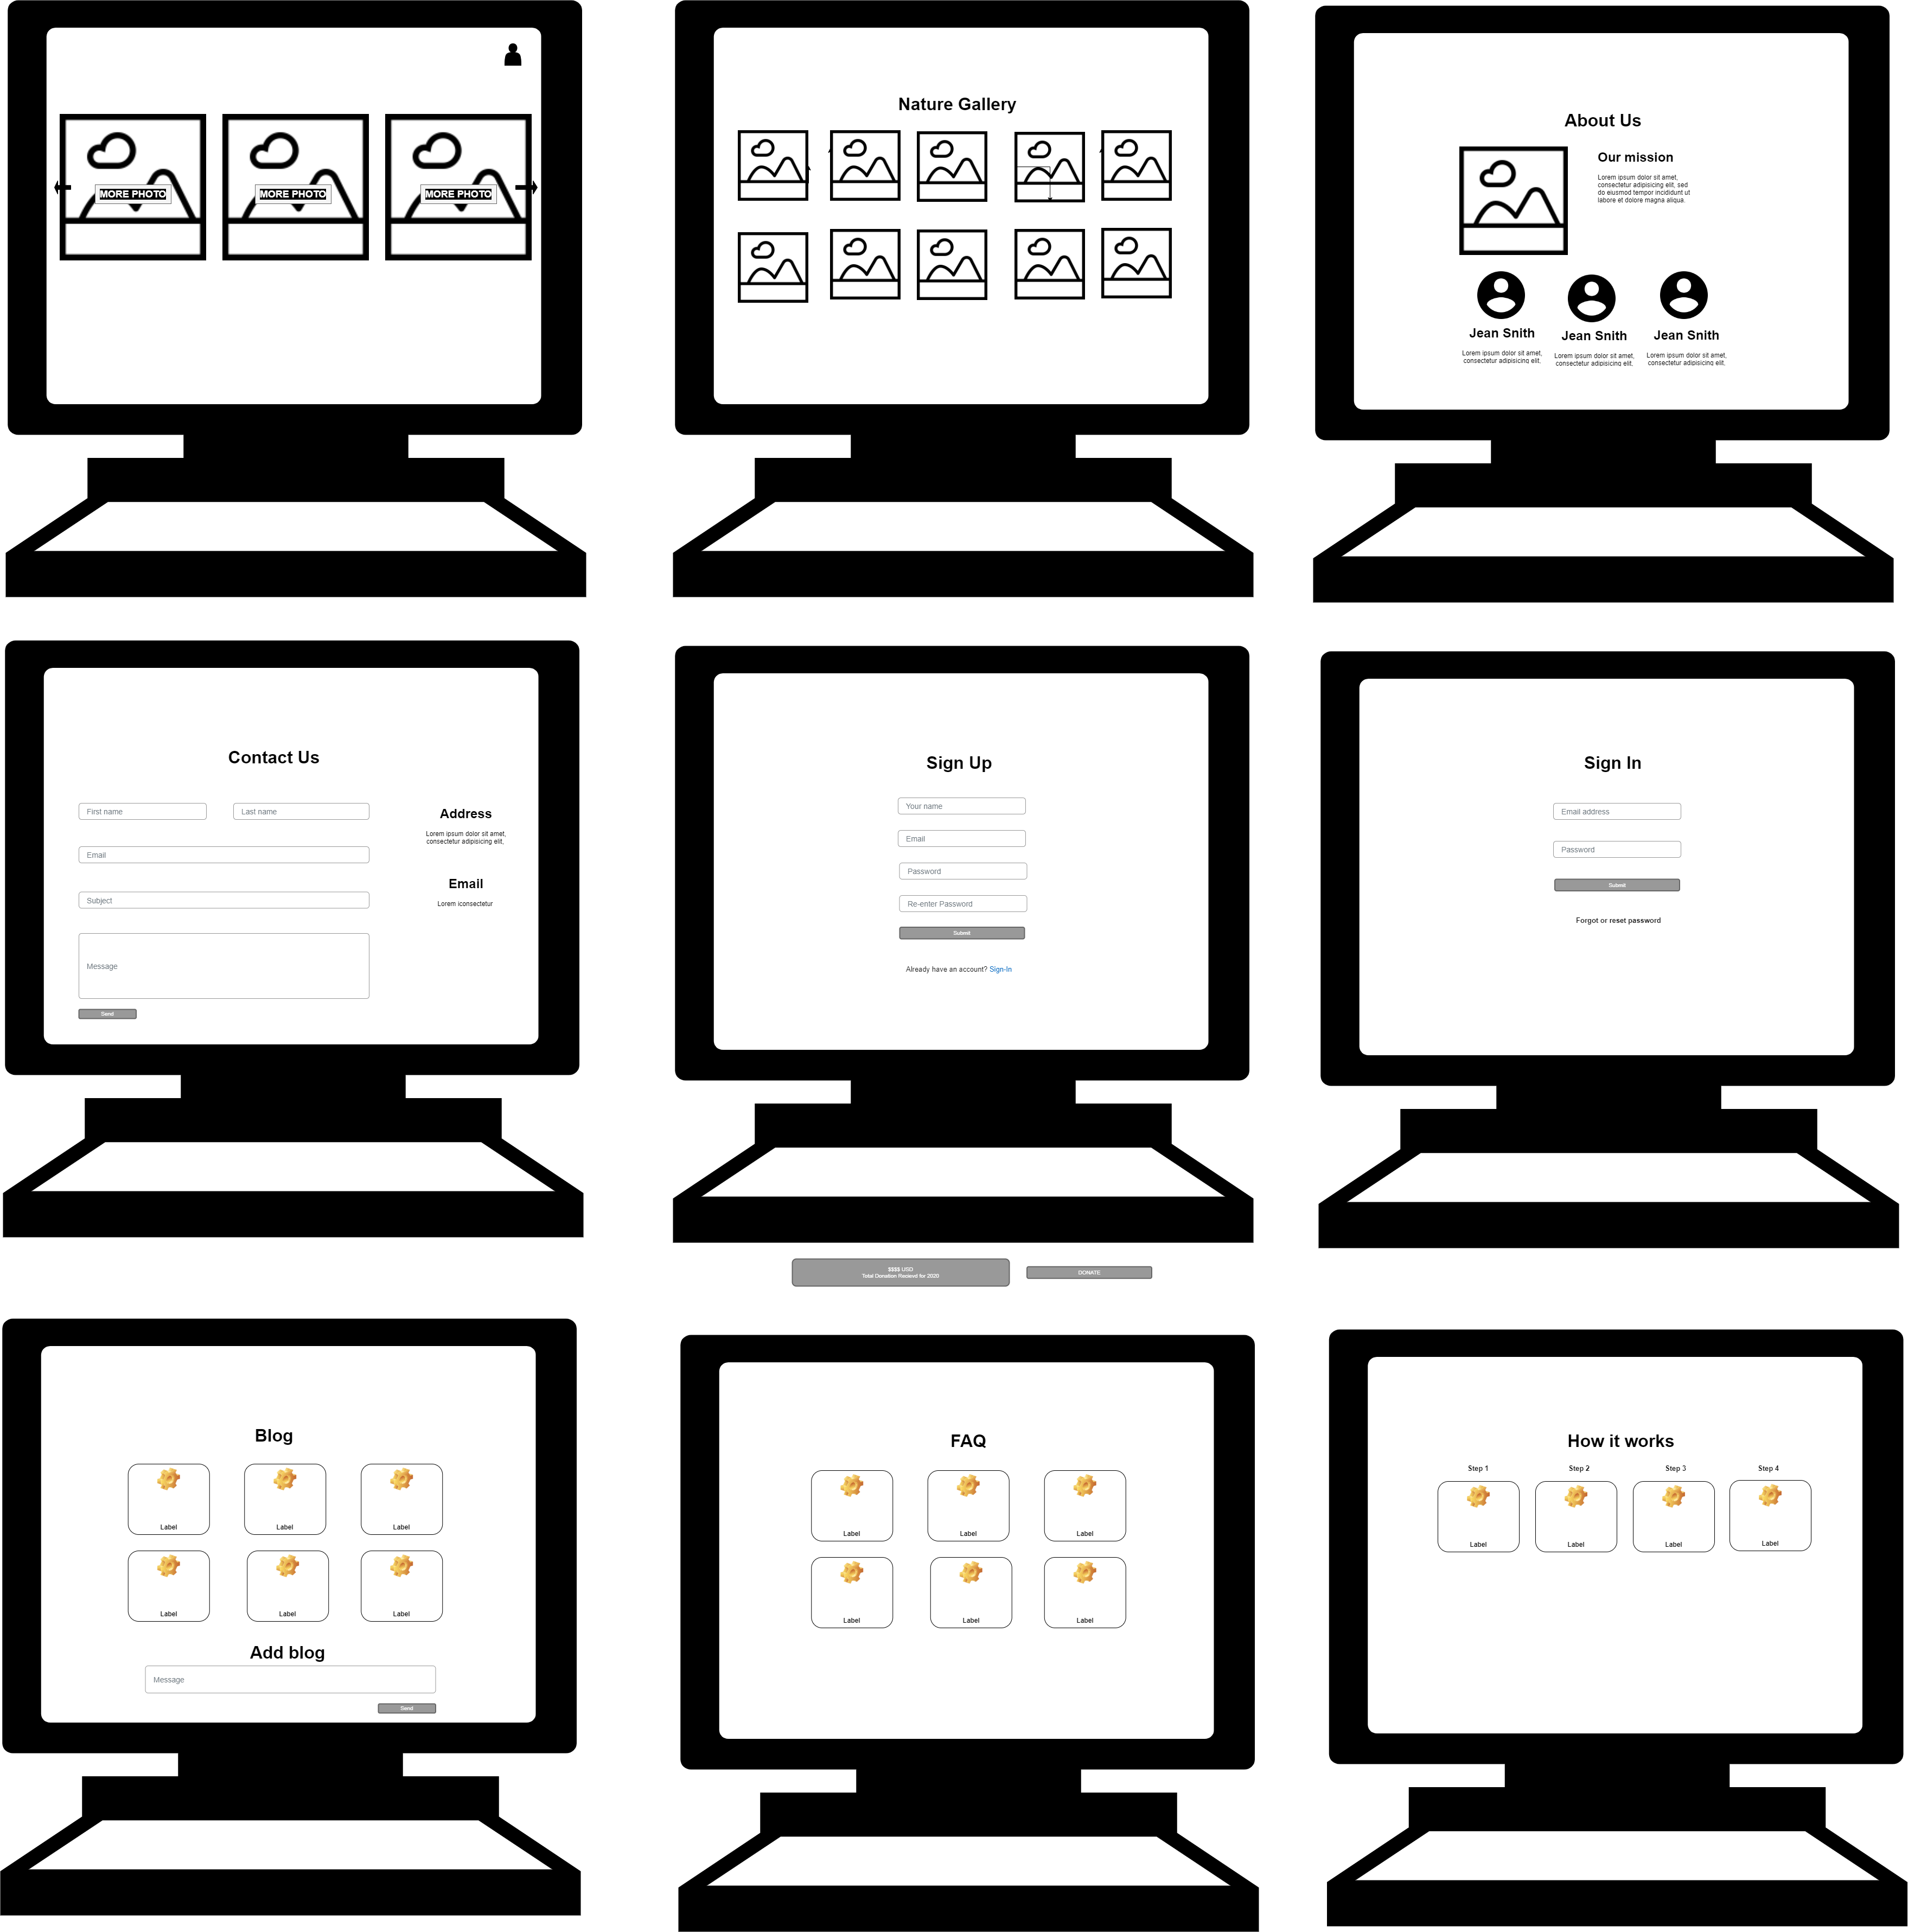 MORE PHOTO
MORE PHOTO
MORE PHOTO
Nature Gallery
About Us
Our mission
Lorem ipsum dolor sit amet,
consectetur adipisicing elit, sed
do eiusmod tempor incididunt ut
labore et dolore magna aliqua.
Jean Snith
Lorem ipsum dolor sit amet,
consectetur adipisicing elit,
Jean Snith
Lorem ipsum dolor sit amet,
consectetur adipisicing elit,
Jean Snith
Lorem ipsum dolor sit amet,
consectetur adipisicing elit,
Contact Us
First name
Last name
Email
Subject
Message
Send
Address
Lorem ipsum dolor sit amet,
consectetur adipisicing elit,
Email
Lorem iconsectetur
Sign Up
Your name
Email
Password
Re-enter Password
Submit
Already have an account? Sign-In
Sign In
Email address
Password
Submit
Forgot or reset password
$$$$ USD
Total Donation Recievd for 2020
DONATE
Blog
Label
Label
Label
Label
Label
Label
Add blog
Message
Send
FAQ
Label
Label
Label
Label
Label
Label
How it works
Step 1
Step 2
Step 3
Step 4
Label
Label
Label
Label